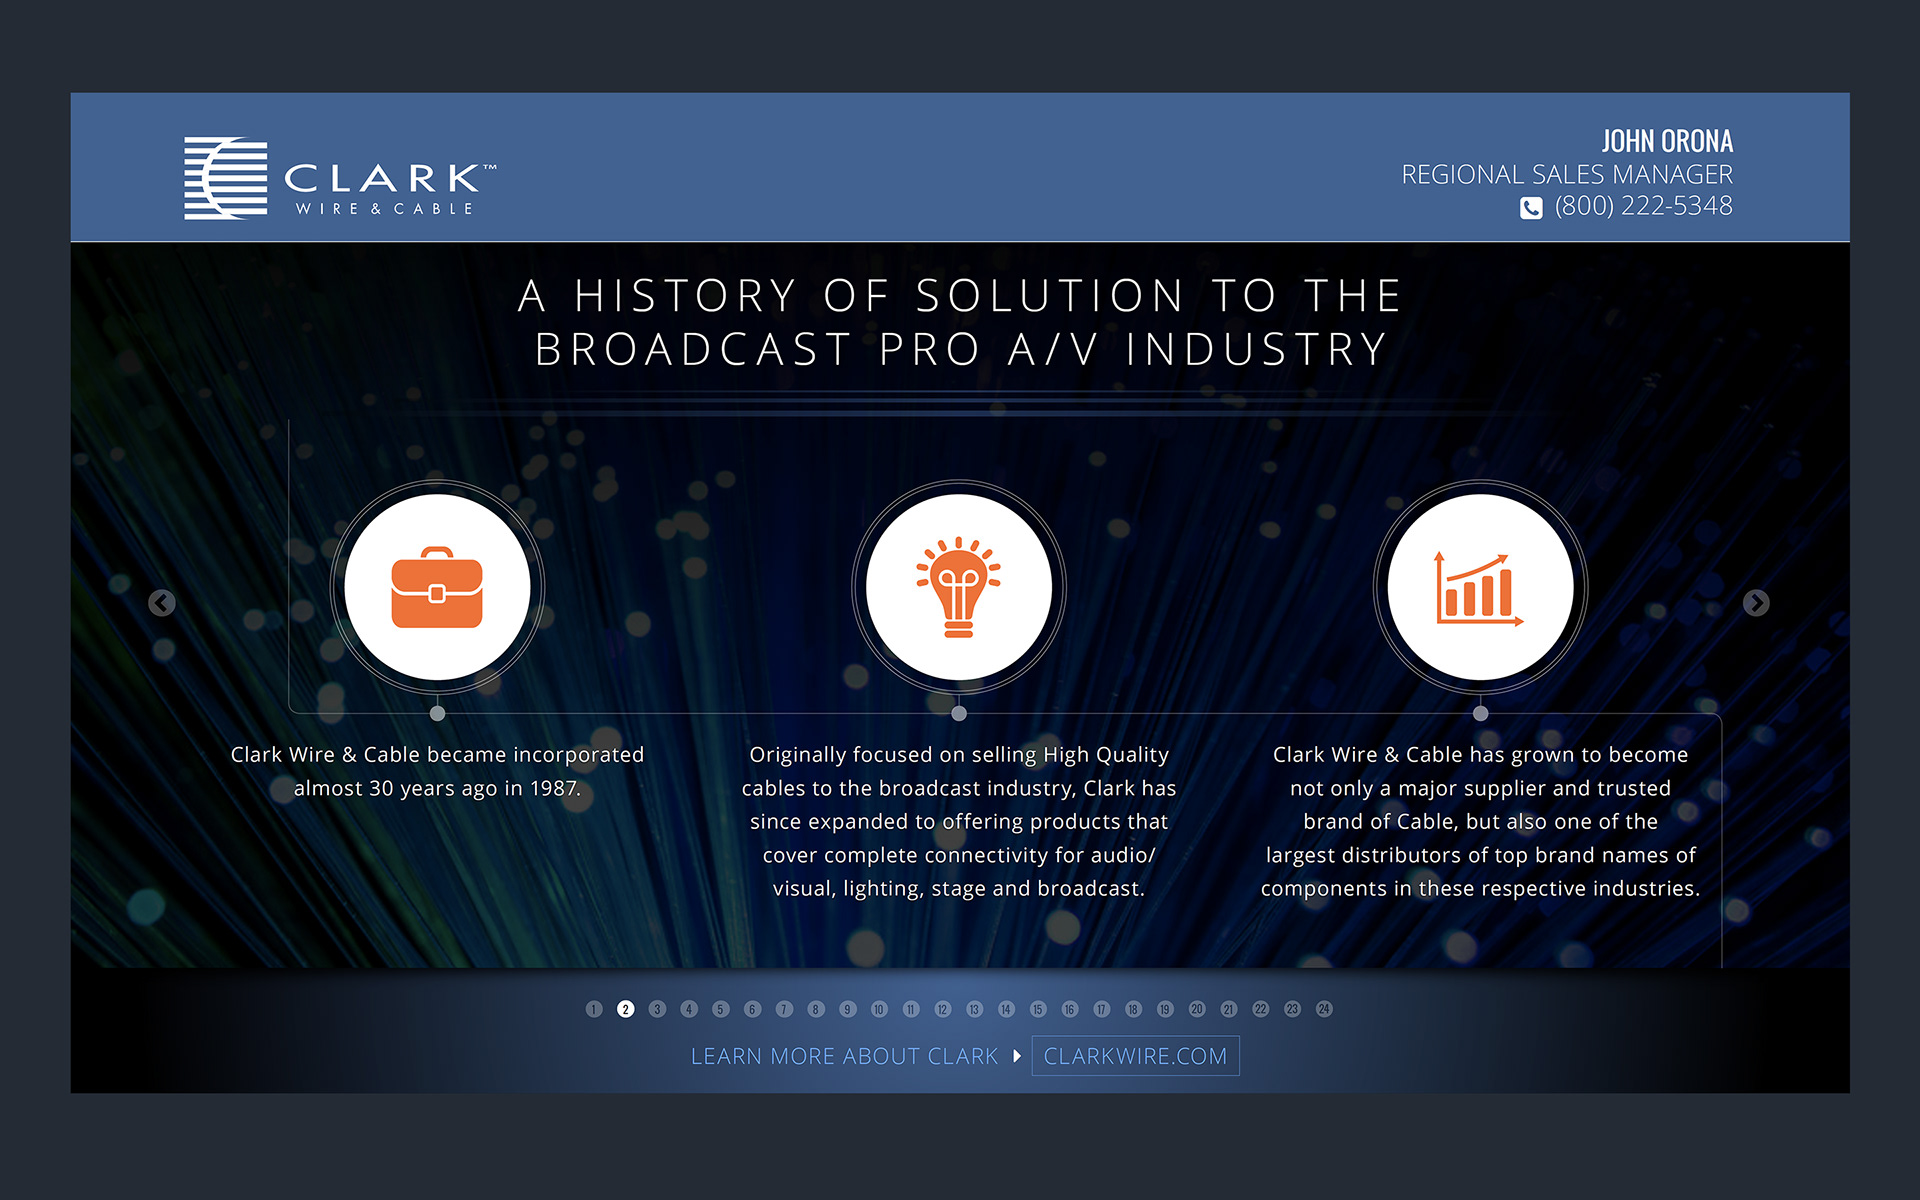 CLARK™
WIRE & CABLE
JOHN ORONA
REGIONAL SALES MANAGER
(800) 222-5348
A HISTORY OF SOLUTION TO THE
BROADCAST PRO A/V INDUSTRY
Clark Wire & Cable became incorporated
almost 30 years ago in 1987.
Originally focused on selling High Quality
cables to the broadcast industry, Clark has
since expanded to offering products that
cover complete connectivity for audio/
visual, lighting, stage and broadcast.
Clark Wire & Cable has grown to become
not only a major supplier and trusted
brand of Cable, but also one of the
largest distributors of top brand names of
components in these respective industries.
1 2 3 4 5 6 7 8 9 10 11 12 13 14 15 16 17 18 19 20 21 22 23 24
LEARN MORE ABOUT CLARK CLARKWIRE.COM